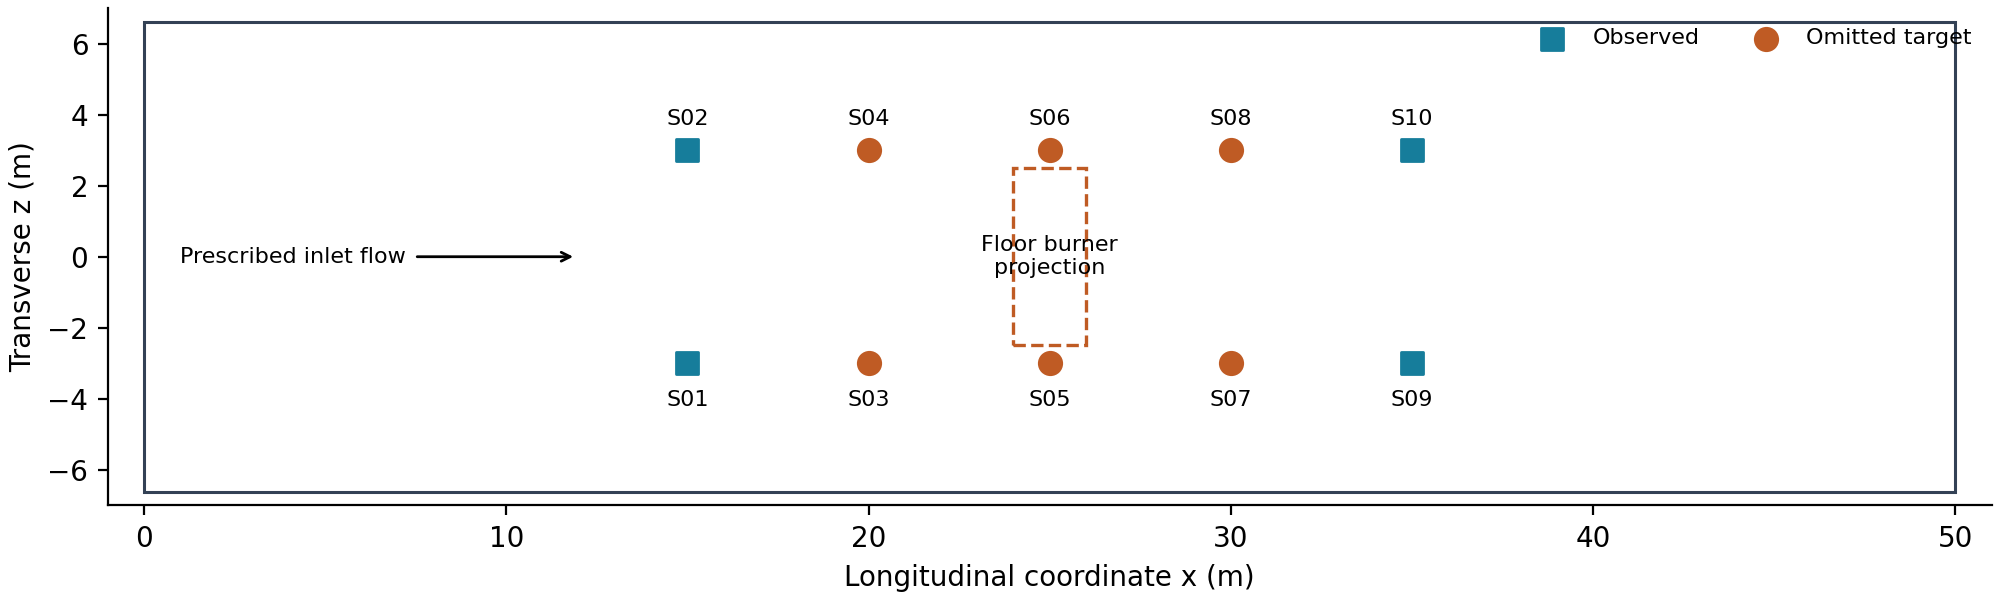 Observed
Omitted target
6
4
2
0
−2
−4
−6
Transverse z (m)
S02
S04
S06
S08
S10
Prescribed inlet flow
Floor burner
projection
S01
S03
S05
S07
S09
0
10
20
30
40
50
Longitudinal coordinate x (m)